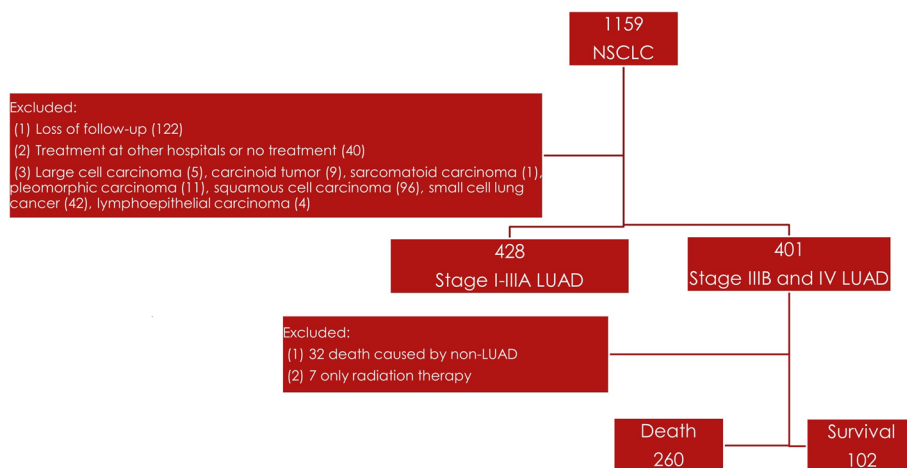 1159
NSCLC
Excluded:
(1) Loss of follow-up (122)
(2) Treatment at other hospitals or no treatment (40)
(3) Large cell carcinoma (5), carcinoid tumor (9), sarcomatoid carcinoma (1),
pleomorphic carcinoma (11), squamous cell carcinoma (96), small cell lung
cancer (42), lymphoepithelial carcinoma (4)
428
Stage I-IIIA LUAD
401
Stage IIIB and IV LUAD
Excluded:
(1) 32 death caused by non-LUAD
(2) 7 only radiation therapy
Death
260
Survival
102